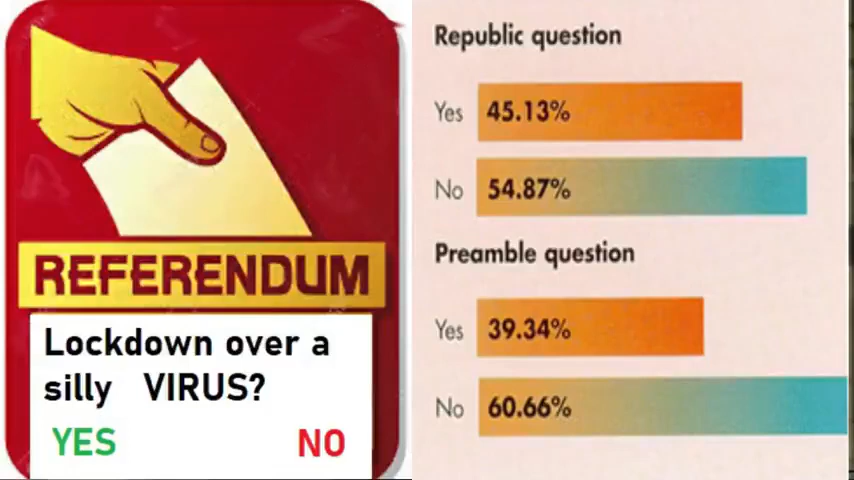 REFERENDUM
Lockdown over a
silly VIRUS?
YES NO
Republic question
Yes 45.13%
No 54.87%
Preamble question
Yes 39.34%
No 60.66%